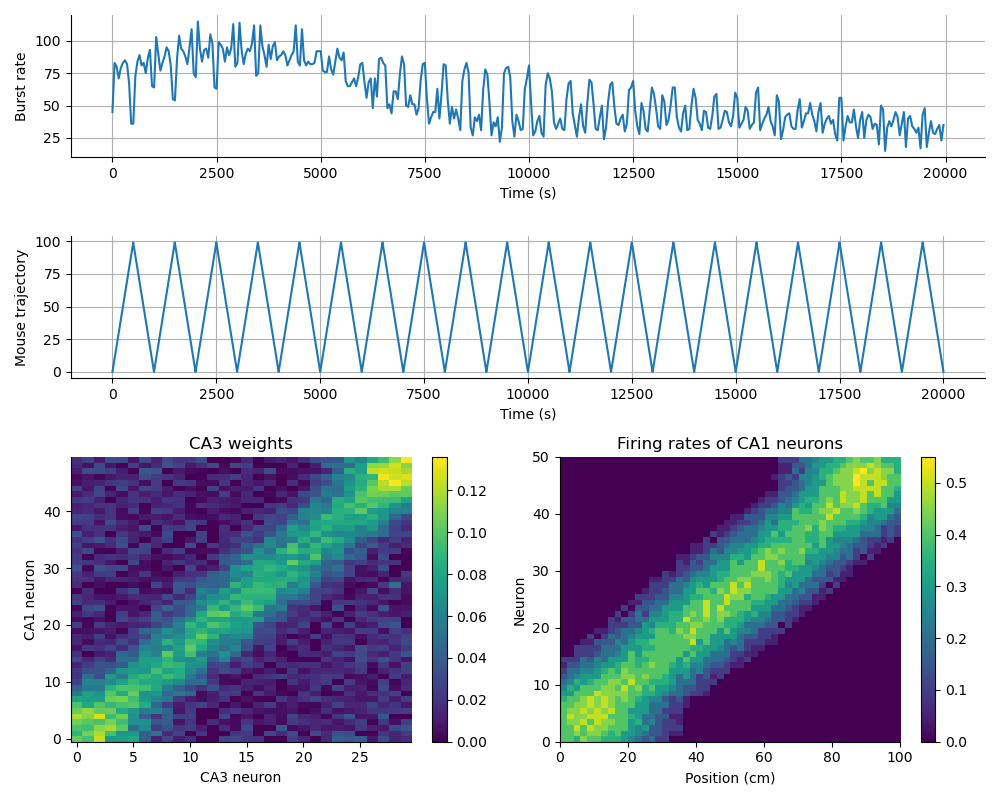 100
75
50
25
Burst rate
0 2500 5000 7500 10000 12500 15000 17500 20000
Time (s)
100
75
50
25
0
Mouse trajectory
0 2500 5000 7500 10000 12500 15000 17500 20000
Time (s)
CA3 weights
40
30
20
10
0
CA1 neuron
0 5 10 15 20 25
CA3 neuron
0.12
0.10
0.08
0.06
0.04
0.02
0.00
Firing rates of CA1 neurons
50
40
30
20
10
0
Neuron
0 20 40 60 80 100
Position (cm)
0.5
0.4
0.3
0.2
0.1
0.0